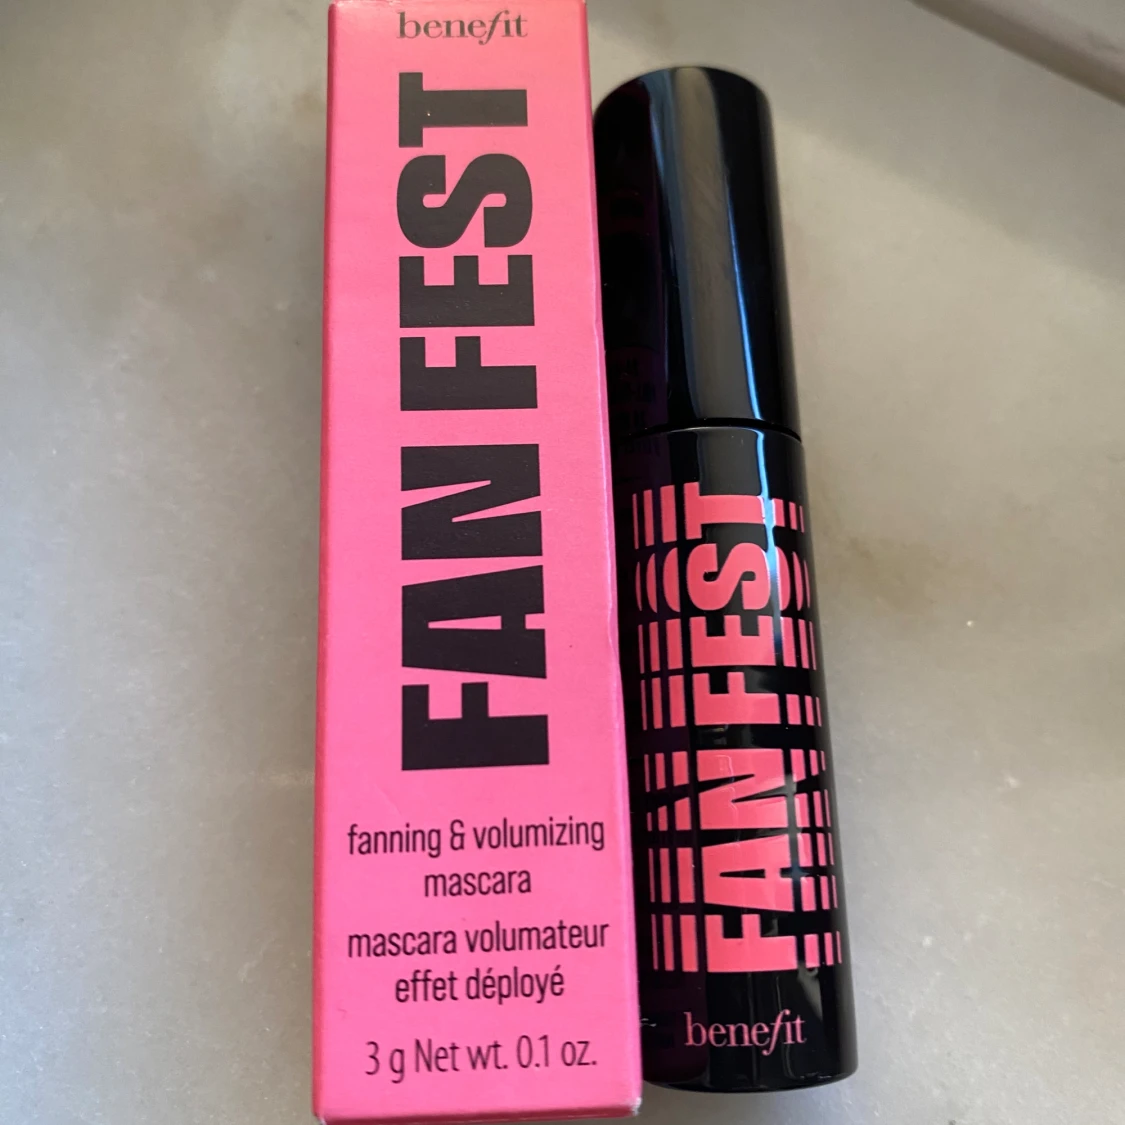 benefit
FAN FEST
fanning & volumizing
mascara
mascara volumateur
effet déployé
3 g Net wt. 0.1 oz.
FAN FEST
benefit